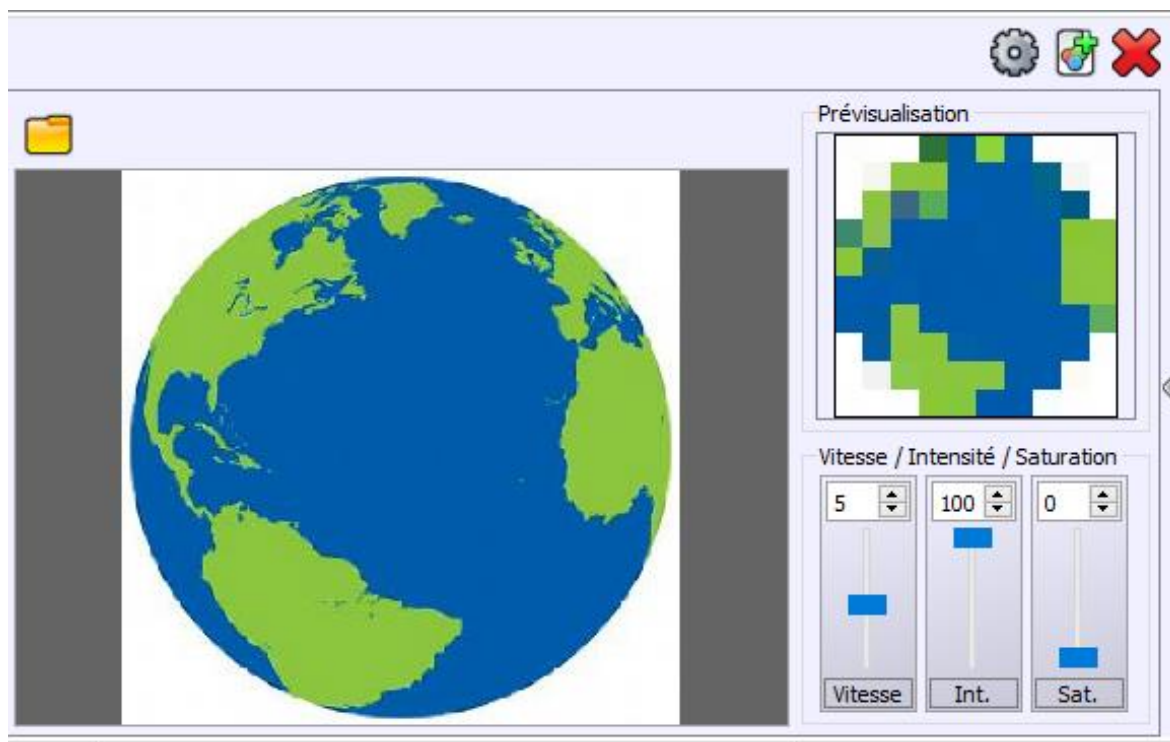 Prévisualisation
Vitesse / Intensité / Saturation
5 100 0
Vitesse Int. Sat.